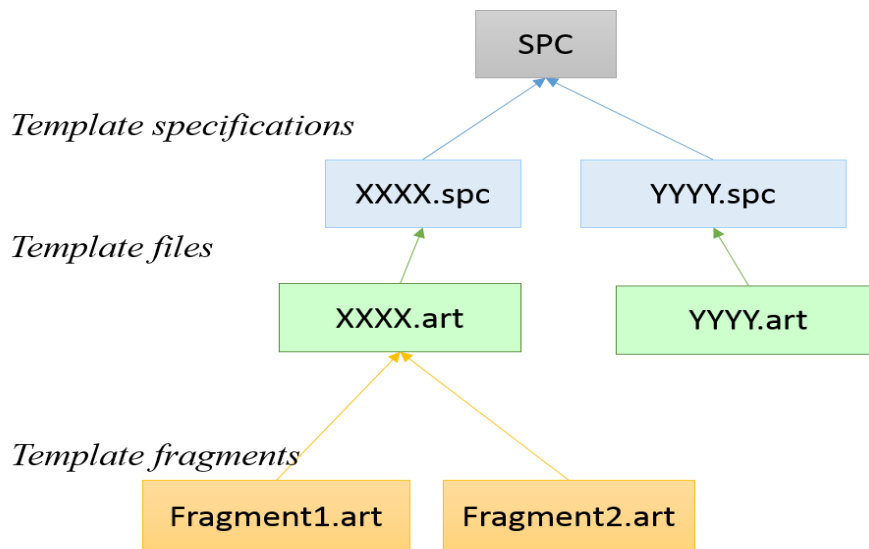 SPC
Template specifications
XXXX.spc
YYYY.spc
Template files
XXXX.art
YYYY.art
Template fragments
Fragment1.art
Fragment2.art